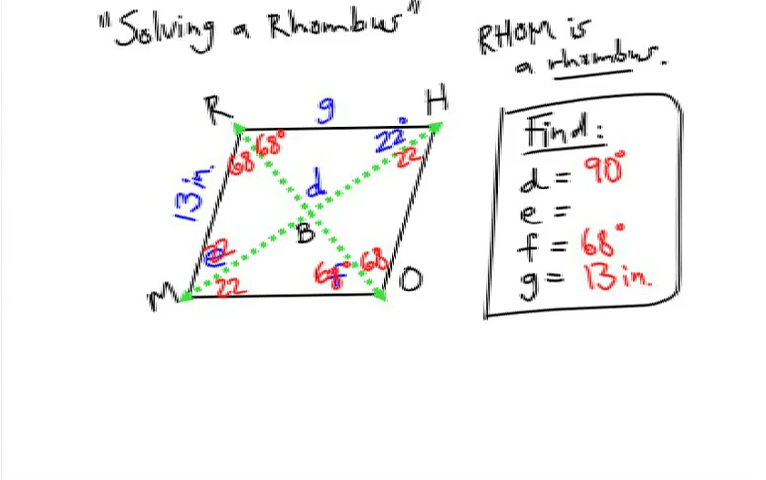 "Solving a Rhombus"
RHOM is
a rhombus.
R
g
H
68
68°
22°
22
13 in.
d
B
22
e
22
68°
f
68
M
O
Find:
d = 90°
e =
f = 68°
g = 13 in.